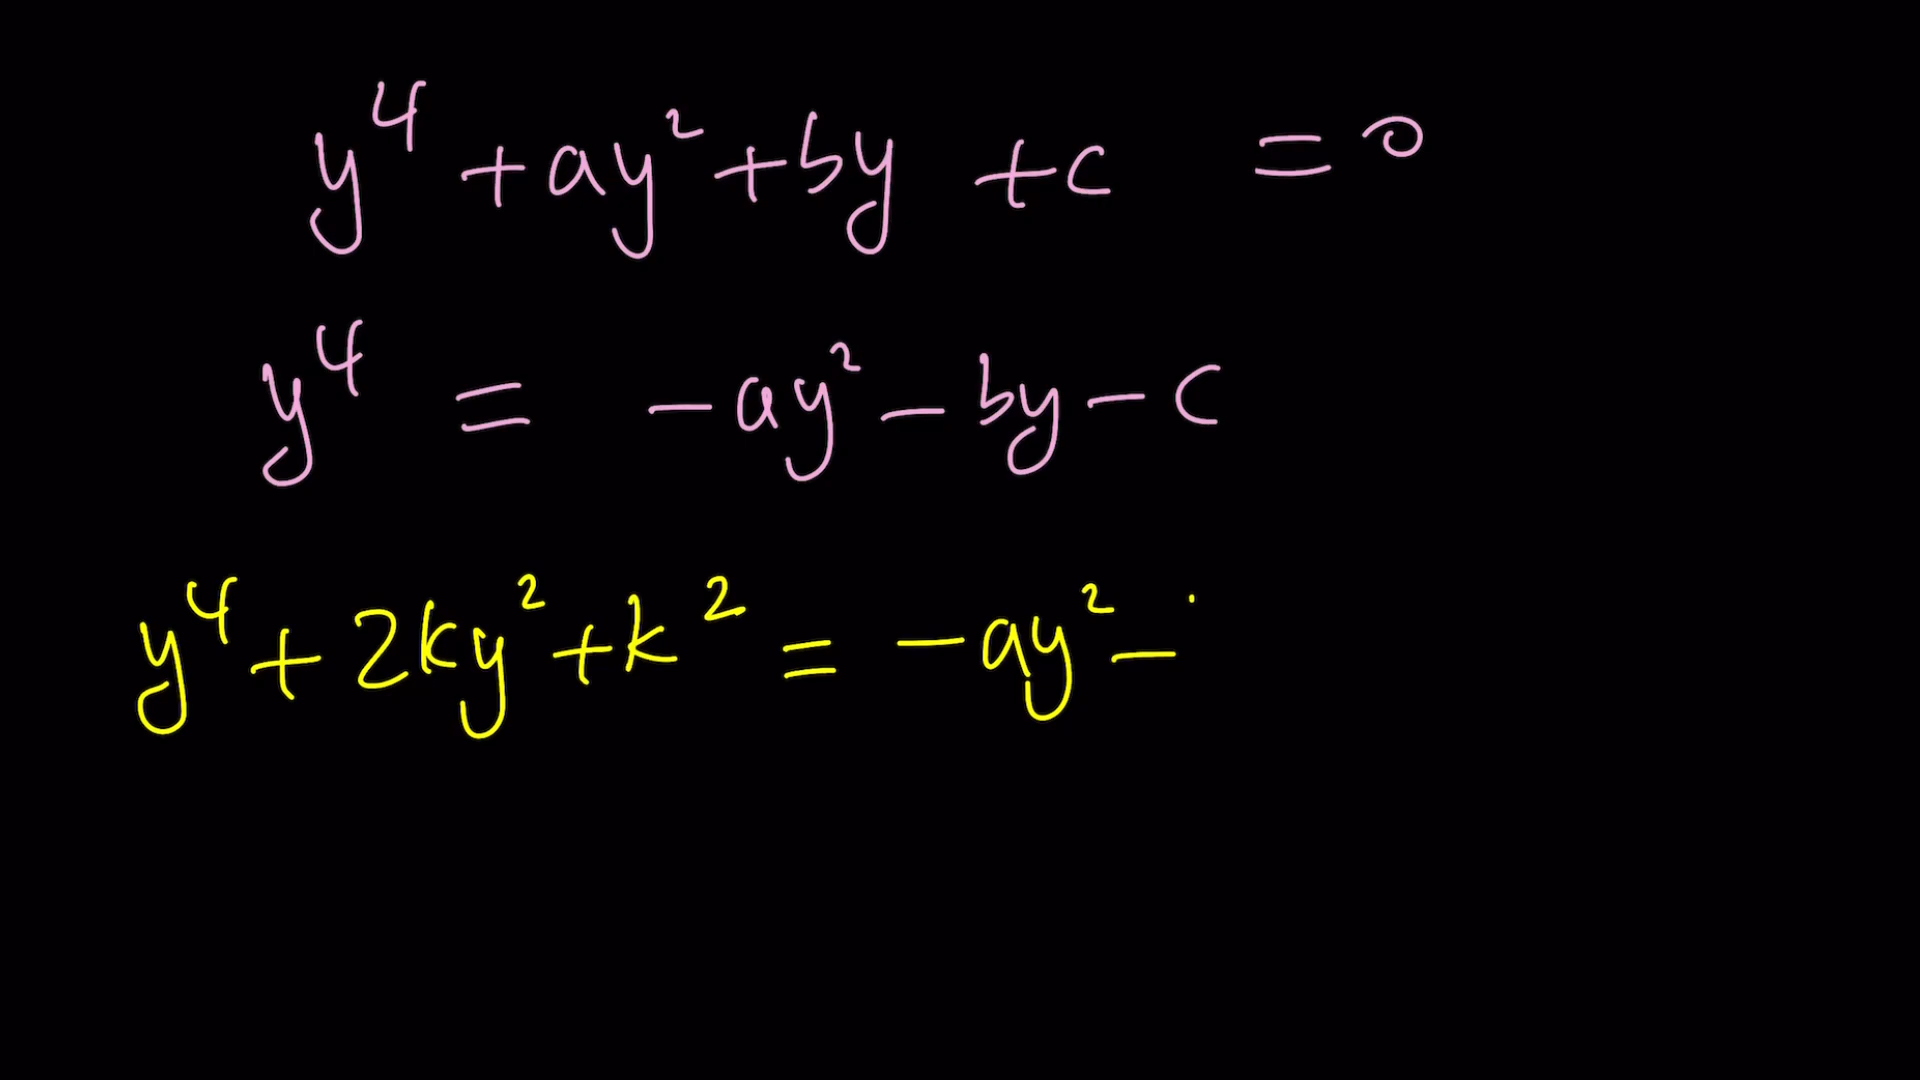 y⁴ + ay² + by + c = 0
y⁴ = -ay² - by - c
y⁴ + 2ky² + k² = -ay² -